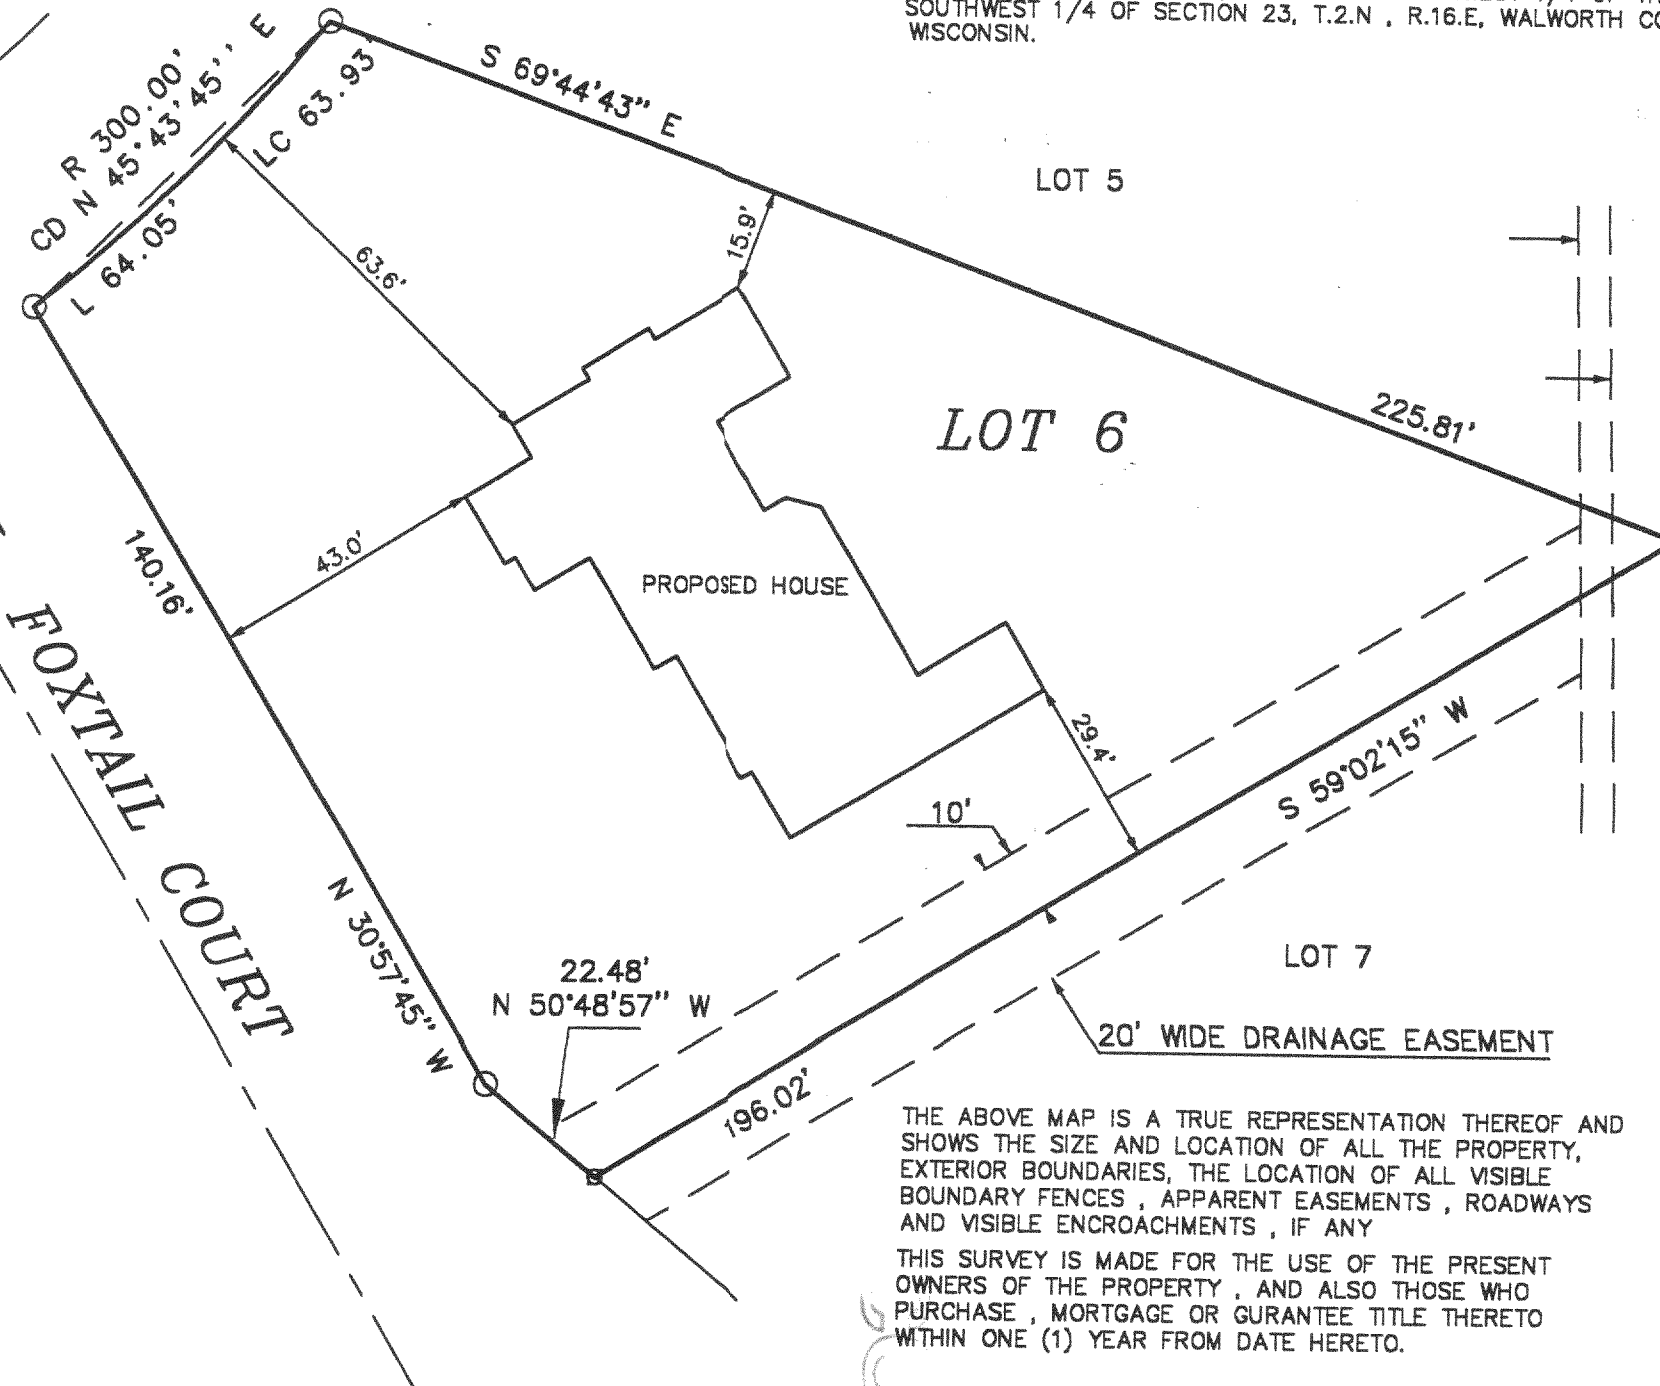 SOUTHWEST 1/4 OF SECTION 23, T.2.N , R.16.E, WALWORTH CO
WISCONSIN.
R 300.00'
CD N 45°43'45'' E
LC 63.93'
L 64.05'
S 69°44'43" E
LOT 5
15.9'
63.6'
LOT 6
225.81'
43.0'
140.16'
PROPOSED HOUSE
FOXTAIL COURT
29.4'
S 59°02'15" W
10'
N 30°57'45" W
22.48'
N 50°48'57" W
LOT 7
20' WIDE DRAINAGE EASEMENT
196.02'
THE ABOVE MAP IS A TRUE REPRESENTATION THEREOF AND
SHOWS THE SIZE AND LOCATION OF ALL THE PROPERTY,
EXTERIOR BOUNDARIES, THE LOCATION OF ALL VISIBLE
BOUNDARY FENCES , APPARENT EASEMENTS , ROADWAYS
AND VISIBLE ENCROACHMENTS , IF ANY
THIS SURVEY IS MADE FOR THE USE OF THE PRESENT
OWNERS OF THE PROPERTY , AND ALSO THOSE WHO
PURCHASE , MORTGAGE OR GURANTEE TITLE THERETO
WITHIN ONE (1) YEAR FROM DATE HERETO.